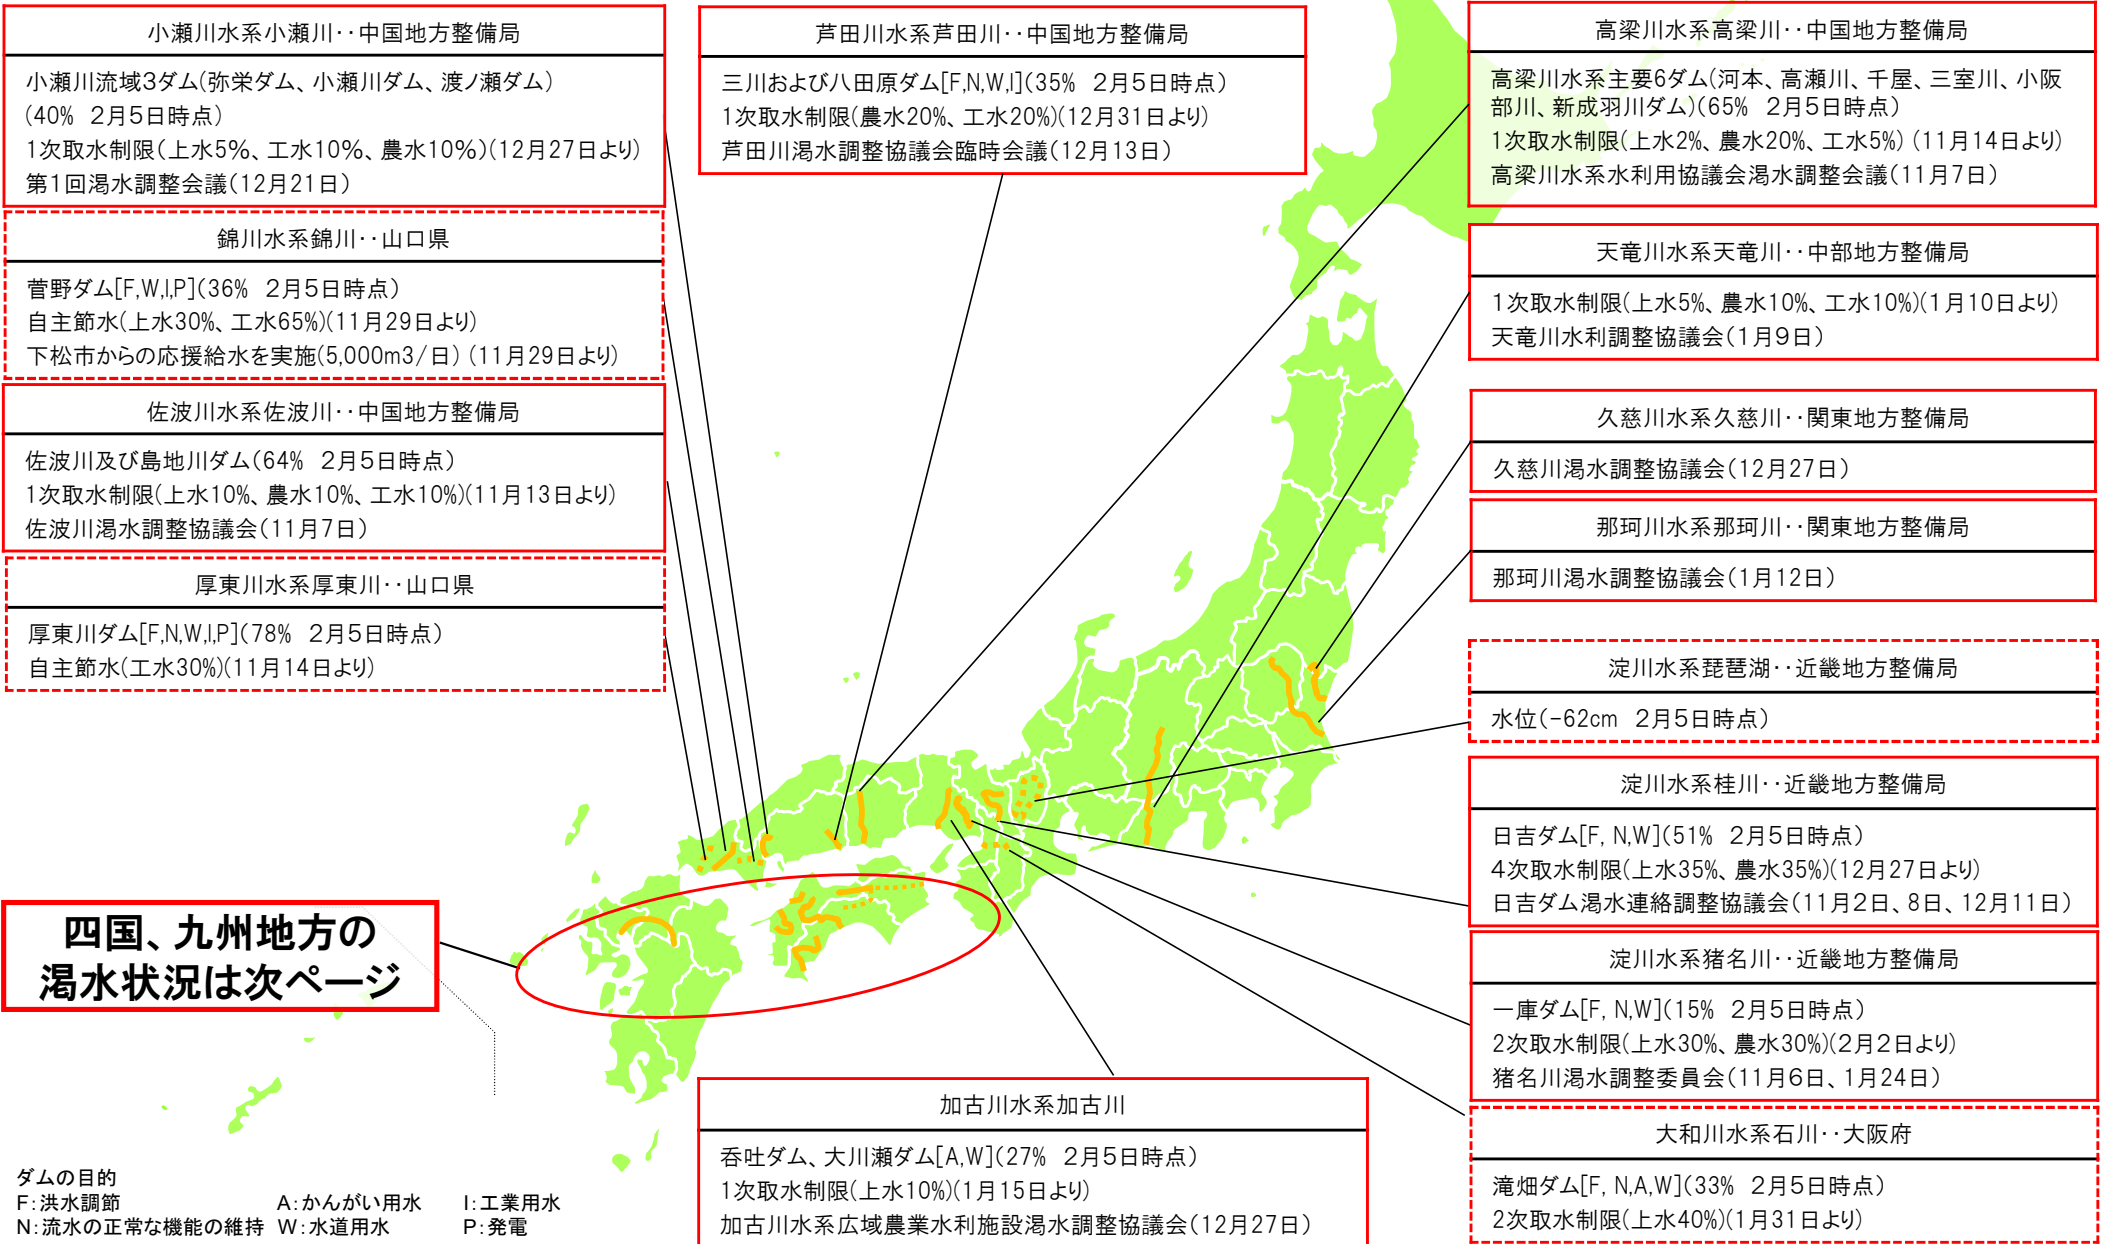 小瀬川水系小瀬川‥中国地方整備局
小瀬川流域3ダム(弥栄ダム、小瀬川ダム、渡ノ瀬ダム)
(40% 2月5日時点)
1次取水制限(上水5%、工水10%、農水10%)(12月27日より)
第1回渇水調整会議(12月21日)
錦川水系錦川‥山口県
菅野ダム[F,W,I,P](36% 2月5日時点)
自主節水(上水30%、工水65%)(11月29日より)
下松市からの応援給水を実施(5,000m3/日) (11月29日より)
佐波川水系佐波川‥中国地方整備局
佐波川及び島地川ダム(64% 2月5日時点)
1次取水制限(上水10%、農水10%、工水10%)(11月13日より)
佐波川渇水調整協議会(11月7日)
厚東川水系厚東川‥山口県
厚東川ダム[F,N,W,I,P](78% 2月5日時点)
自主節水(工水30%)(11月14日より)
芦田川水系芦田川‥中国地方整備局
三川および八田原ダム[F,N,W,I](35% 2月5日時点)
1次取水制限(農水20%、工水20%)(12月31日より)
芦田川渇水調整協議会臨時会議(12月13日)
高梁川水系高梁川‥中国地方整備局
高梁川水系主要6ダム(河本、高瀬川、千屋、三室川、小阪
部川、新成羽川ダム)(65% 2月5日時点)
1次取水制限(上水2%、農水20%、工水5%) (11月14日より)
高梁川水系水利用協議会渇水調整会議(11月7日)
天竜川水系天竜川‥中部地方整備局
1次取水制限(上水5%、農水10%、工水10%)(1月10日より)
天竜川水利調整協議会(1月9日)
久慈川水系久慈川‥関東地方整備局
久慈川渇水調整協議会(12月27日)
那珂川水系那珂川‥関東地方整備局
那珂川渇水調整協議会(1月12日)
淀川水系琵琶湖‥近畿地方整備局
水位(-62cm 2月5日時点)
淀川水系桂川‥近畿地方整備局
日吉ダム[F, N,W](51% 2月5日時点)
4次取水制限(上水35%、農水35%)(12月27日より)
日吉ダム渇水連絡調整協議会(11月2日、8日、12月11日)
淀川水系猪名川‥近畿地方整備局
一庫ダム[F, N,W](15% 2月5日時点)
2次取水制限(上水30%、農水30%)(2月2日より)
猪名川渇水調整委員会(11月6日、1月24日)
大和川水系石川‥大阪府
滝畑ダム[F, N,A,W](33% 2月5日時点)
2次取水制限(上水40%)(1月31日より)
四国、九州地方の
渇水状況は次ページ
加古川水系加古川
呑吐ダム、大川瀬ダム[A,W](27% 2月5日時点)
1次取水制限(上水10%)(1月15日より)
加古川水系広域農業水利施設渇水調整協議会(12月27日)
ダムの目的
F:洪水調節 A:かんがい用水 I:工業用水
N:流水の正常な機能の維持 W:水道用水 P:発電